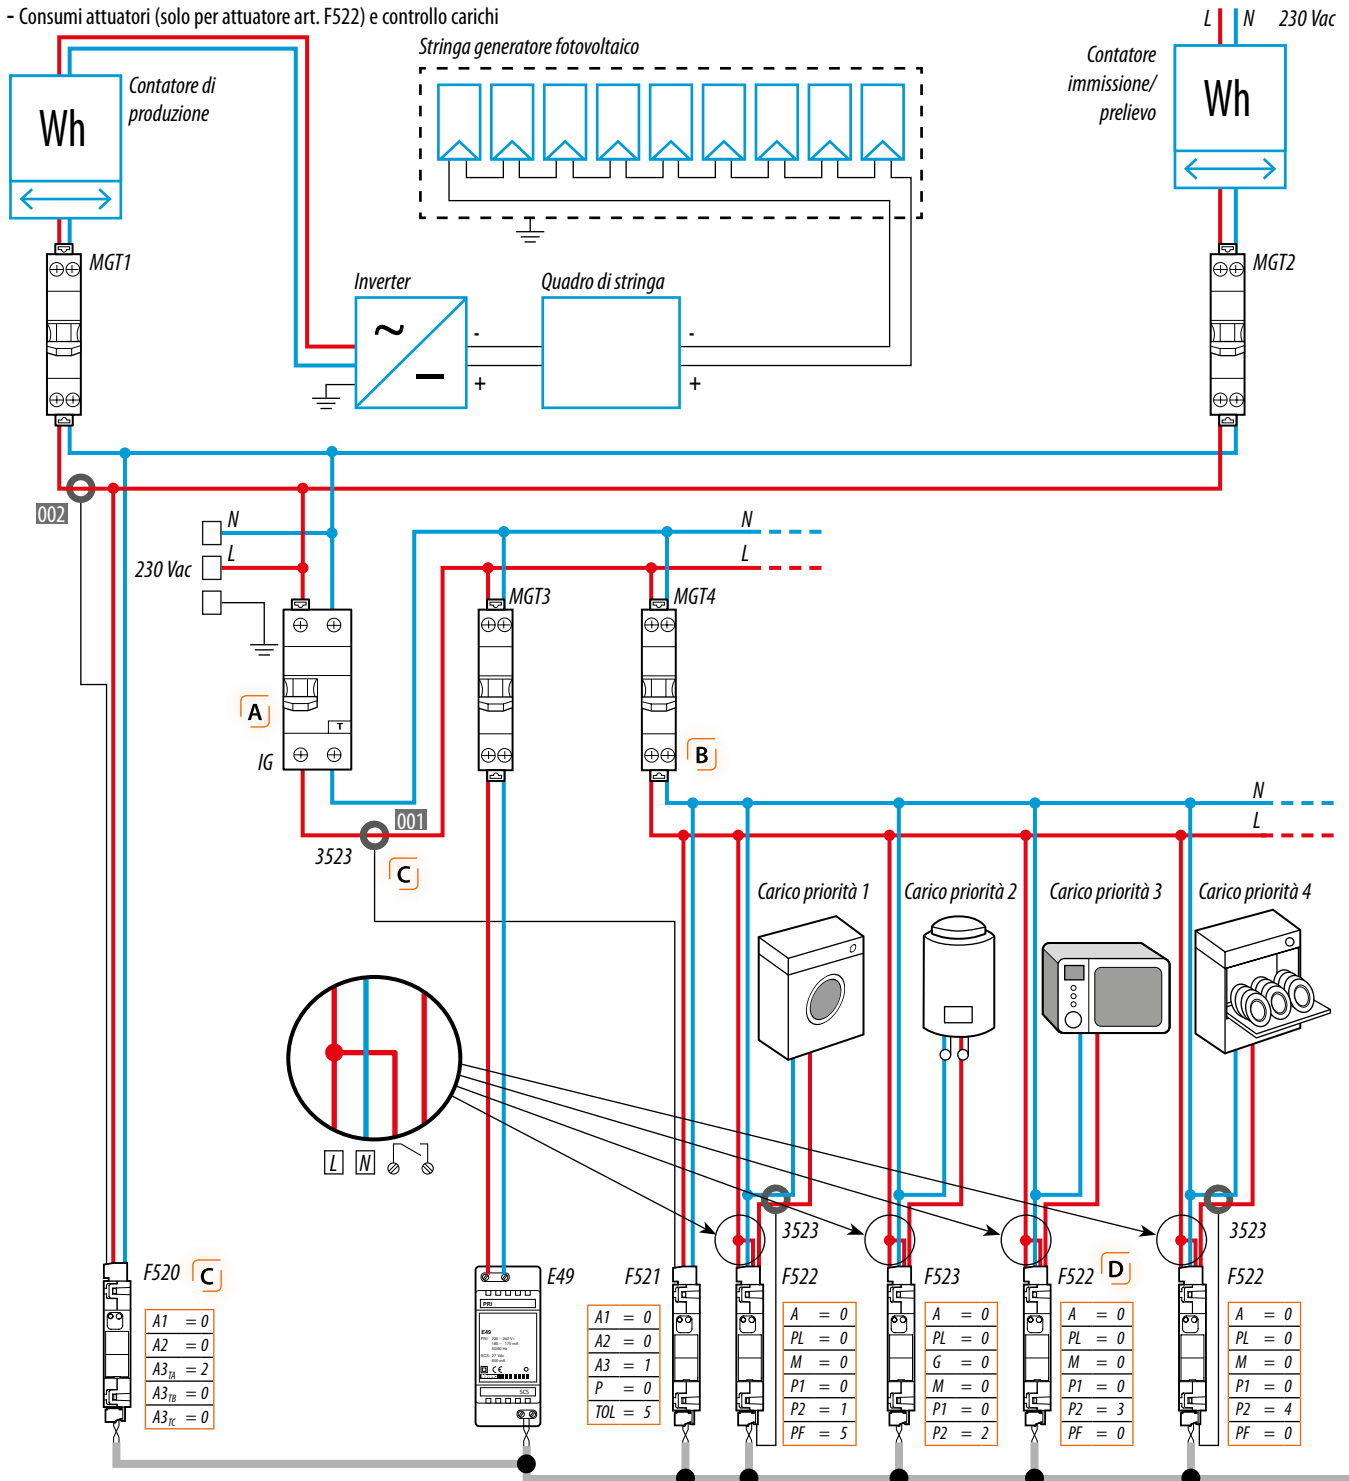 - Consumi attuatori (solo per attuatore art. F522) e controllo carichi
L N 230 Vac
Stringa generatore fotovoltaico
Contatore
immissione/
prelievo
Contatore di
produzione
Wh
Wh
MGT1
MGT2
Inverter
Quadro di stringa
~
-
-
+
+
002
N
L
230 Vac
N
L
MGT3
MGT4
A
T
IG
B
001
3523
C
N
L
Carico priorità 1
Carico priorità 2
Carico priorità 3
Carico priorità 4
L N
3523
3523
F520
C
E49
F521
F522
F523
F522
D
F522
PRI
E49
SCS
A1 = 0
A2 = 0
A3TA = 2
A3TB = 0
A3TC = 0
A1 = 0
A2 = 0
A3 = 1
P = 0
TOL = 5
A = 0
PL = 0
M = 0
P1 = 0
P2 = 1
PF = 5
A = 0
PL = 0
G = 0
M = 0
P1 = 0
P2 = 2
A = 0
PL = 0
M = 0
P1 = 0
P2 = 3
PF = 0
A = 0
PL = 0
M = 0
P1 = 0
P2 = 4
PF = 0